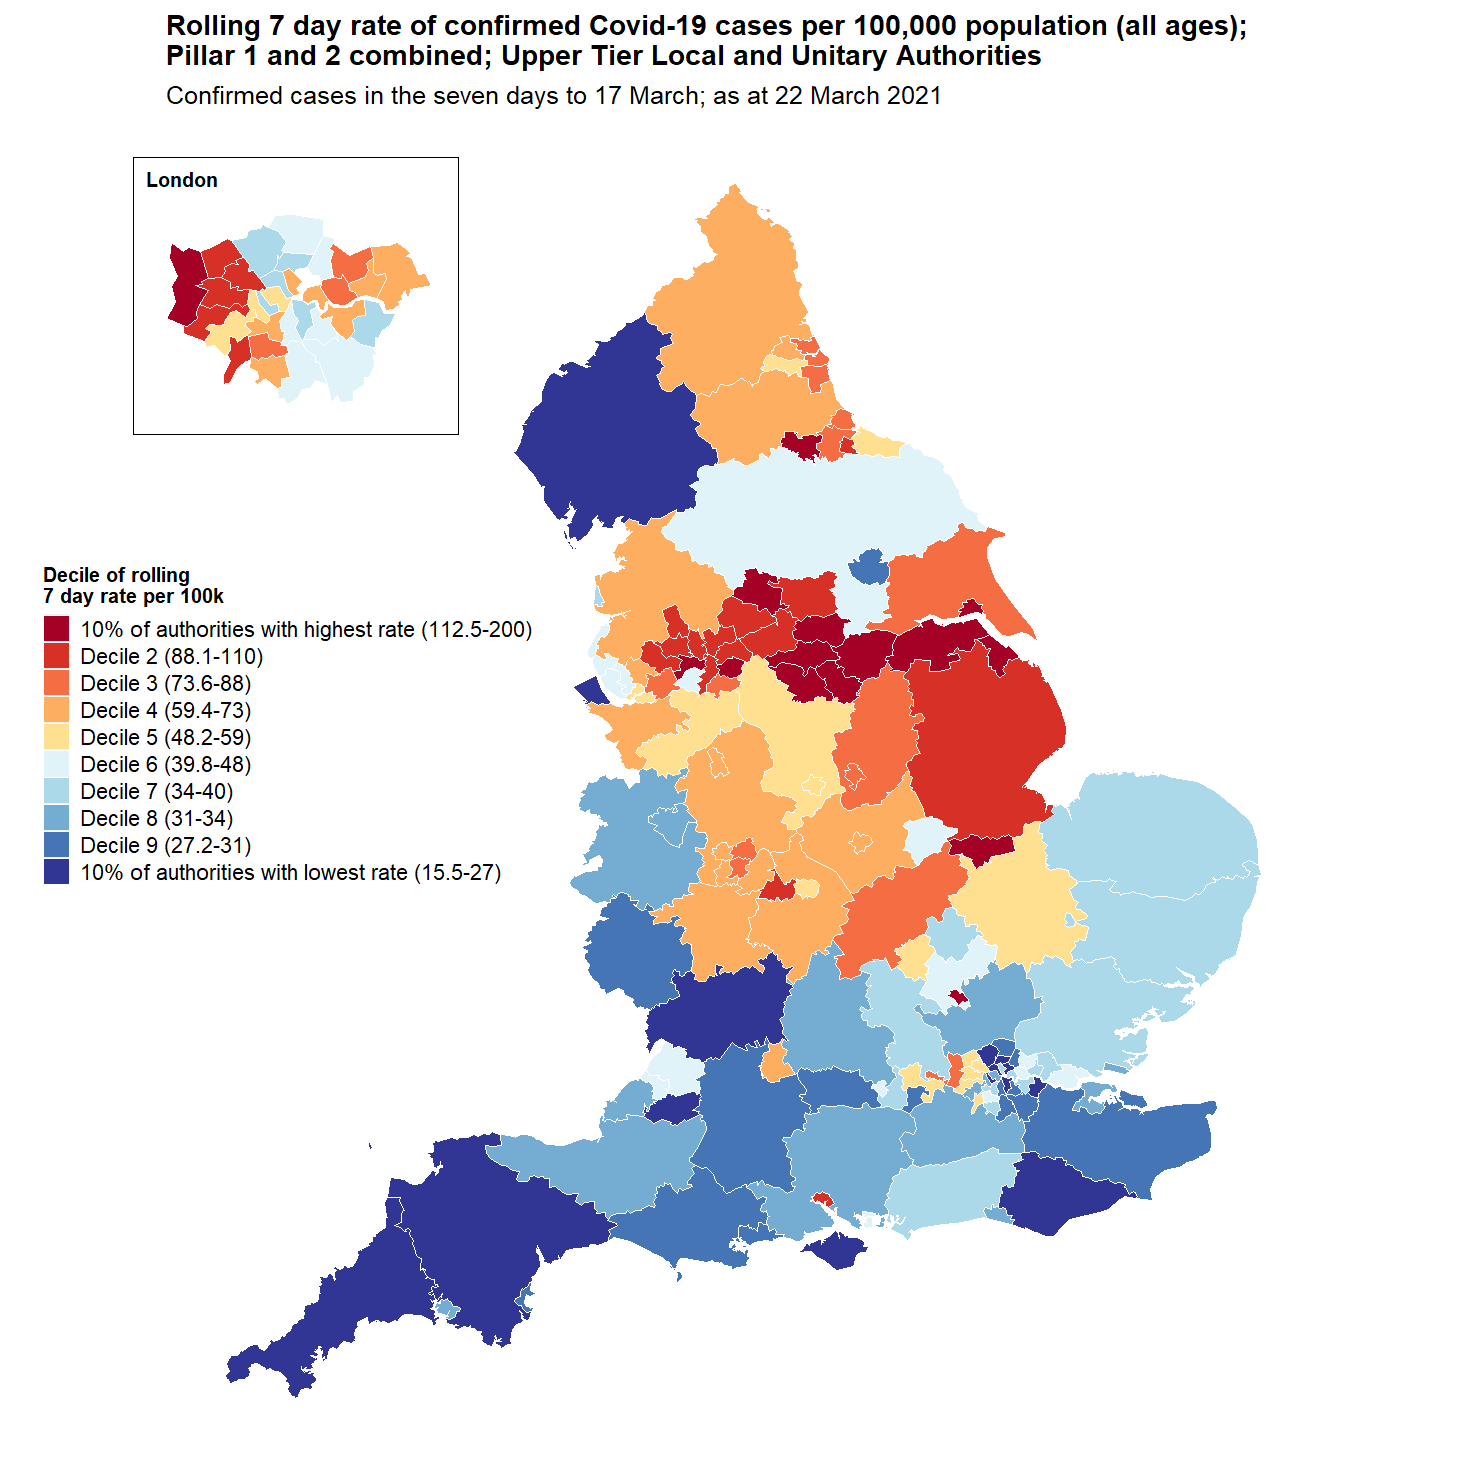 Rolling 7 day rate of confirmed Covid-19 cases per 100,000 population (all ages);
Pillar 1 and 2 combined; Upper Tier Local and Unitary Authorities
Confirmed cases in the seven days to 17 March; as at 22 March 2021
London
Decile of rolling
7 day rate per 100k
10% of authorities with highest rate (112.5-200)
Decile 2 (88.1-110)
Decile 3 (73.6-88)
Decile 4 (59.4-73)
Decile 5 (48.2-59)
Decile 6 (39.8-48)
Decile 7 (34-40)
Decile 8 (31-34)
Decile 9 (27.2-31)
10% of authorities with lowest rate (15.5-27)